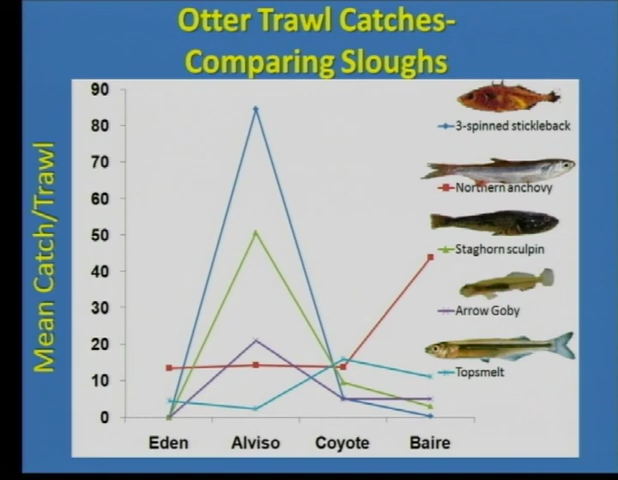 Otter Trawl Catches-
Comparing Sloughs
Mean Catch/Trawl
90
80
70
60
50
40
30
20
10
0
Eden Alviso Coyote Baire
3-spinned stickleback
Northern anchovy
Staghorn sculpin
Arrow Goby
Topsmelt